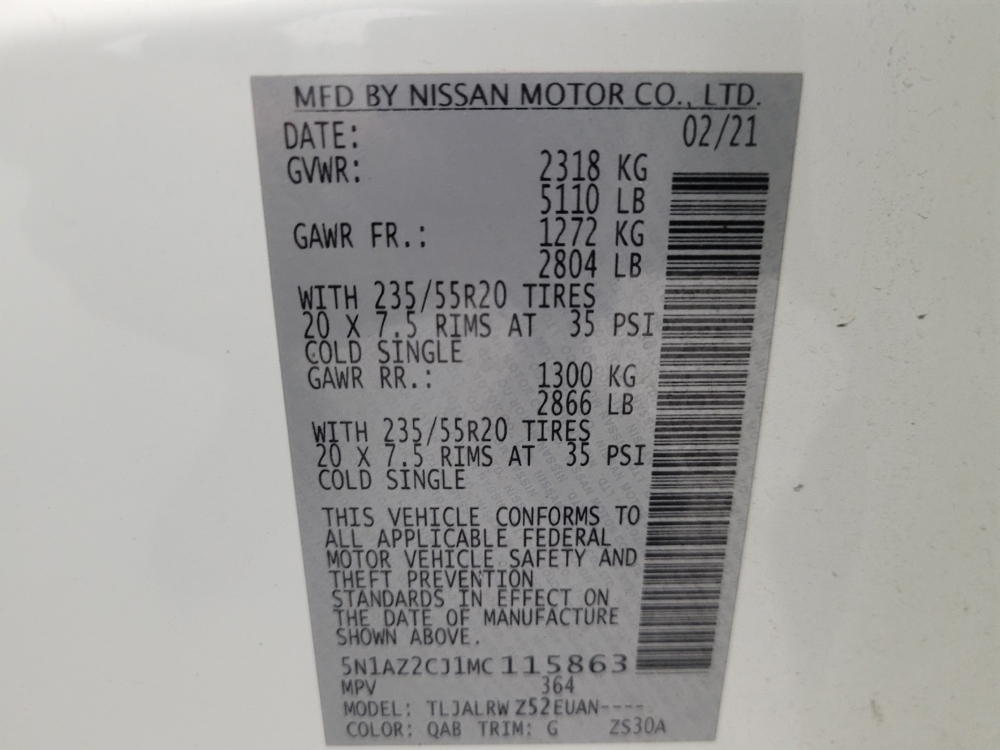 MFD BY NISSAN MOTOR CO., LTD.
DATE: 02/21
GVWR: 2318 KG
5110 LB
GAWR FR.: 1272 KG
2804 LB
WITH 235/55R20 TIRES
20 X 7.5 RIMS AT 35 PSI
COLD SINGLE
GAWR RR.: 1300 KG
2866 LB
WITH 235/55R20 TIRES
20 X 7.5 RIMS AT 35 PSI
COLD SINGLE
THIS VEHICLE CONFORMS TO
ALL APPLICABLE FEDERAL
MOTOR VEHICLE SAFETY AND
THEFT PREVENTION
STANDARDS IN EFFECT ON
THE DATE OF MANUFACTURE
SHOWN ABOVE.
5N1AZ2CJ1MC115863
MPV 364
MODEL: TLJALRW Z52EUAN----
COLOR: QAB TRIM: G ZS30A